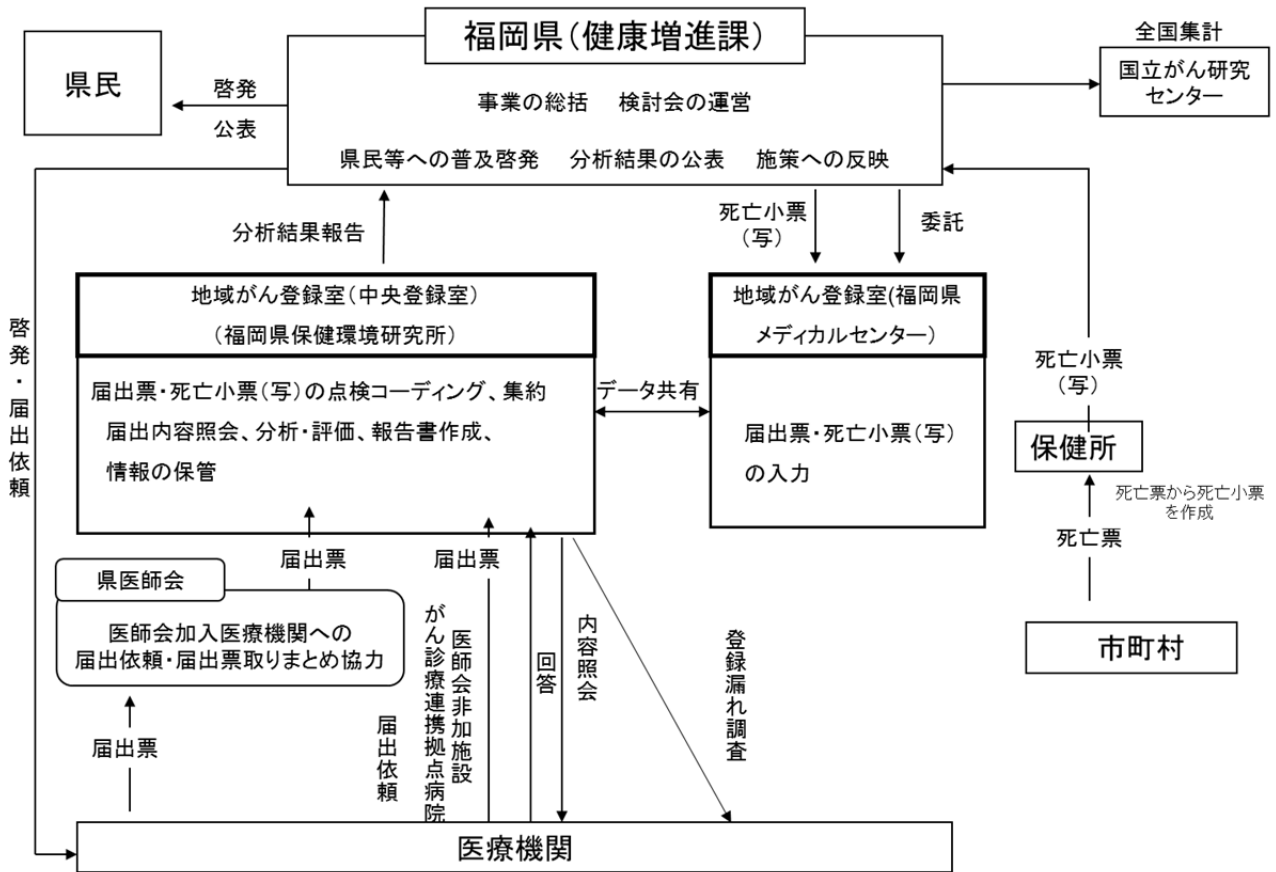 福岡県（健康増進課）
事業の総括　検討会の運営
県民等への普及啓発　分析結果の公表　施策への反映
県民
啓発
公表
全国集計
国立がん研究
センター
分析結果報告
死亡小票
（写）
委託
地域がん登録室（中央登録室）
（福岡県保健環境研究所）
届出票・死亡小票（写）の点検コーディング、集約
届出内容照会、分析・評価、報告書作成、
情報の保管
データ共有
地域がん登録室(福岡県
メディカルセンター）
届出票・死亡小票（写）
の入力
死亡小票
（写）
保健所
死亡票から死亡小票
を作成
死亡票
市町村
啓発・届出依頼
届出票
届出票
県医師会
医師会加入医療機関への
届出依頼・届出票取りまとめ協力
届出票
届出依頼
医師会非加施設
がん診療連携拠点病院
回答
内容照会
登録漏れ調査
医療機関